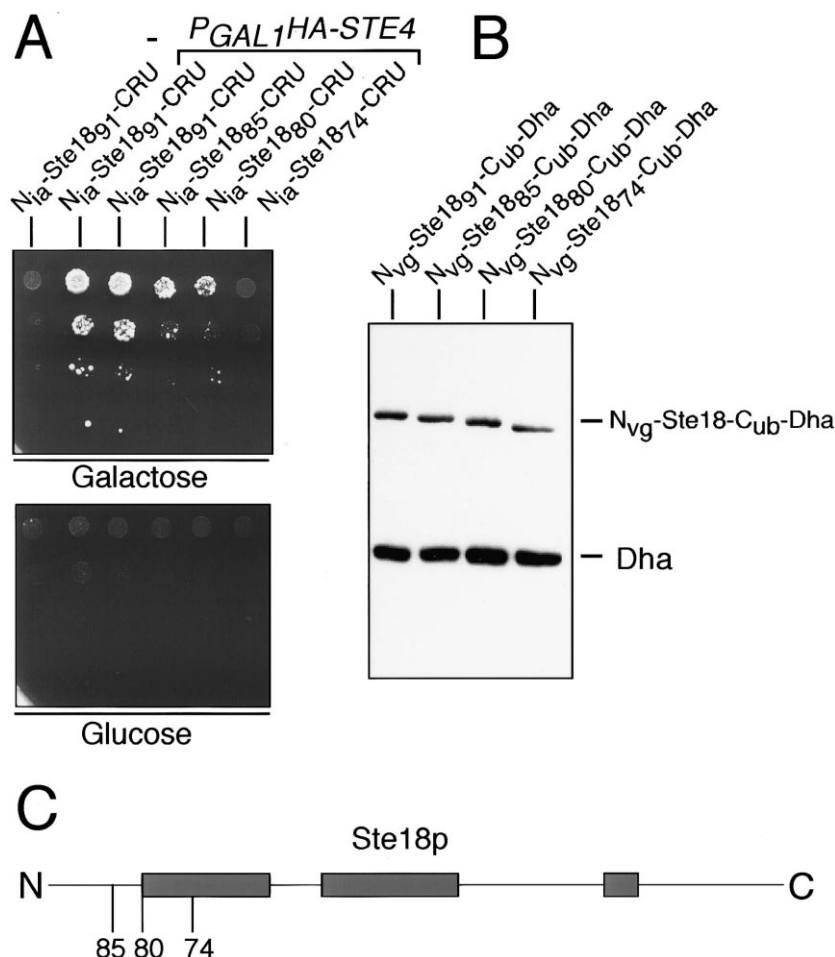 A
-
PGAL1HA-STE4
Nia-Ste1891-CRU
Nia-Ste1891-CRU
Nia-Ste1891-CRU
Nia-Ste1885-CRU
Nia-Ste1880-CRU
Nia-Ste1874-CRU
Galactose
Glucose
B
Nvg-Ste1891-Cub-Dha
Nvg-Ste1885-Cub-Dha
Nvg-Ste1880-Cub-Dha
Nvg-Ste1874-Cub-Dha
Nvg-Ste18-Cub-Dha
Dha
C
Ste18p
N
C
85 80 74